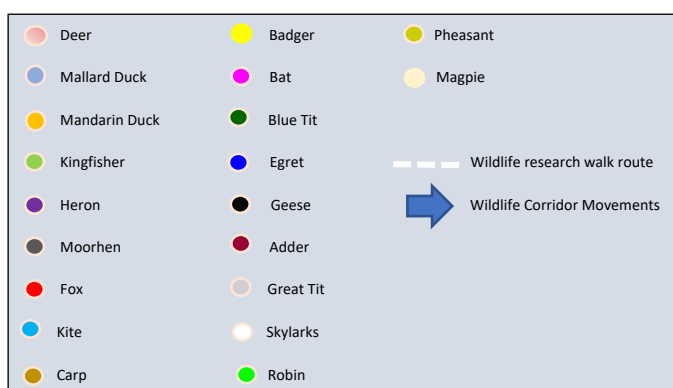 Deer
Mallard Duck
Mandarin Duck
Kingfisher
Heron
Moorhen
Fox
Kite
Carp
Badger
Bat
Blue Tit
Egret
Geese
Adder
Great Tit
Skylarks
Robin
Pheasant
Magpie
Wildlife research walk route
Wildlife Corridor Movements